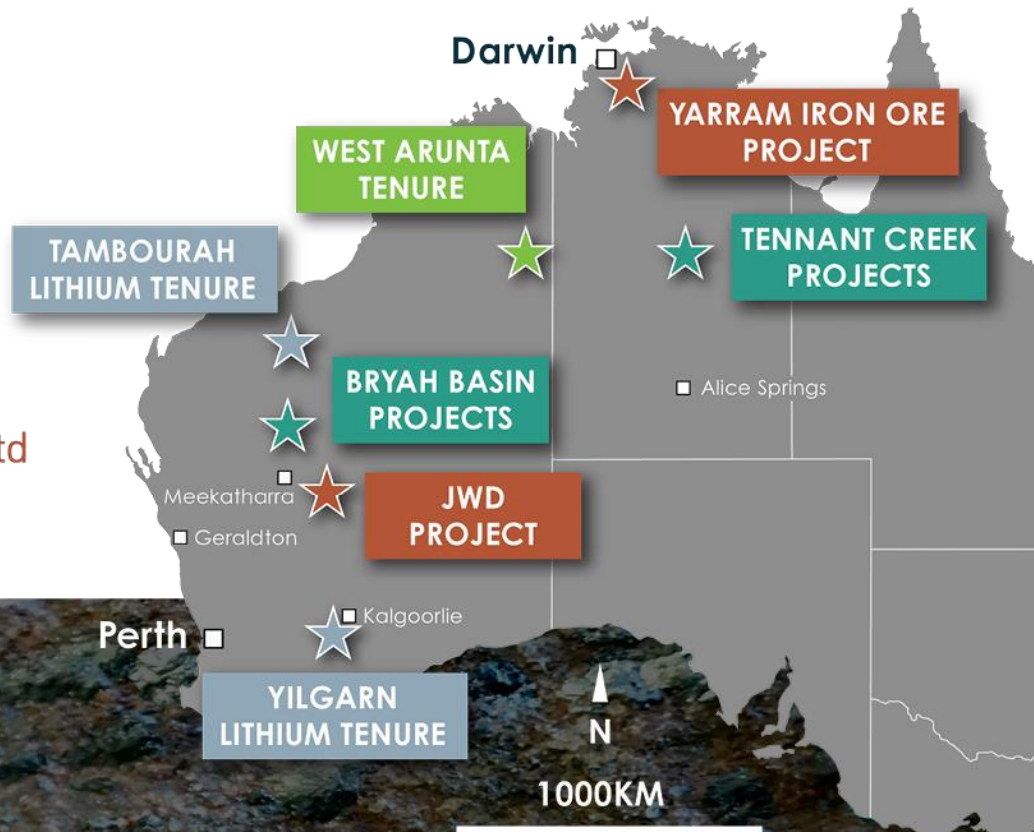 Darwin
YARRAM IRON ORE
PROJECT
WEST ARUNTA
TENURE
TAMBOURAH
LITHIUM TENURE
TENNANT CREEK
PROJECTS
BRYAH BASIN
PROJECTS
Alice Springs
td
Meekatharra
JWD
PROJECT
Geraldton
Kalgoorlie
Perth
YILGARN
LITHIUM TENURE
N
1000KM